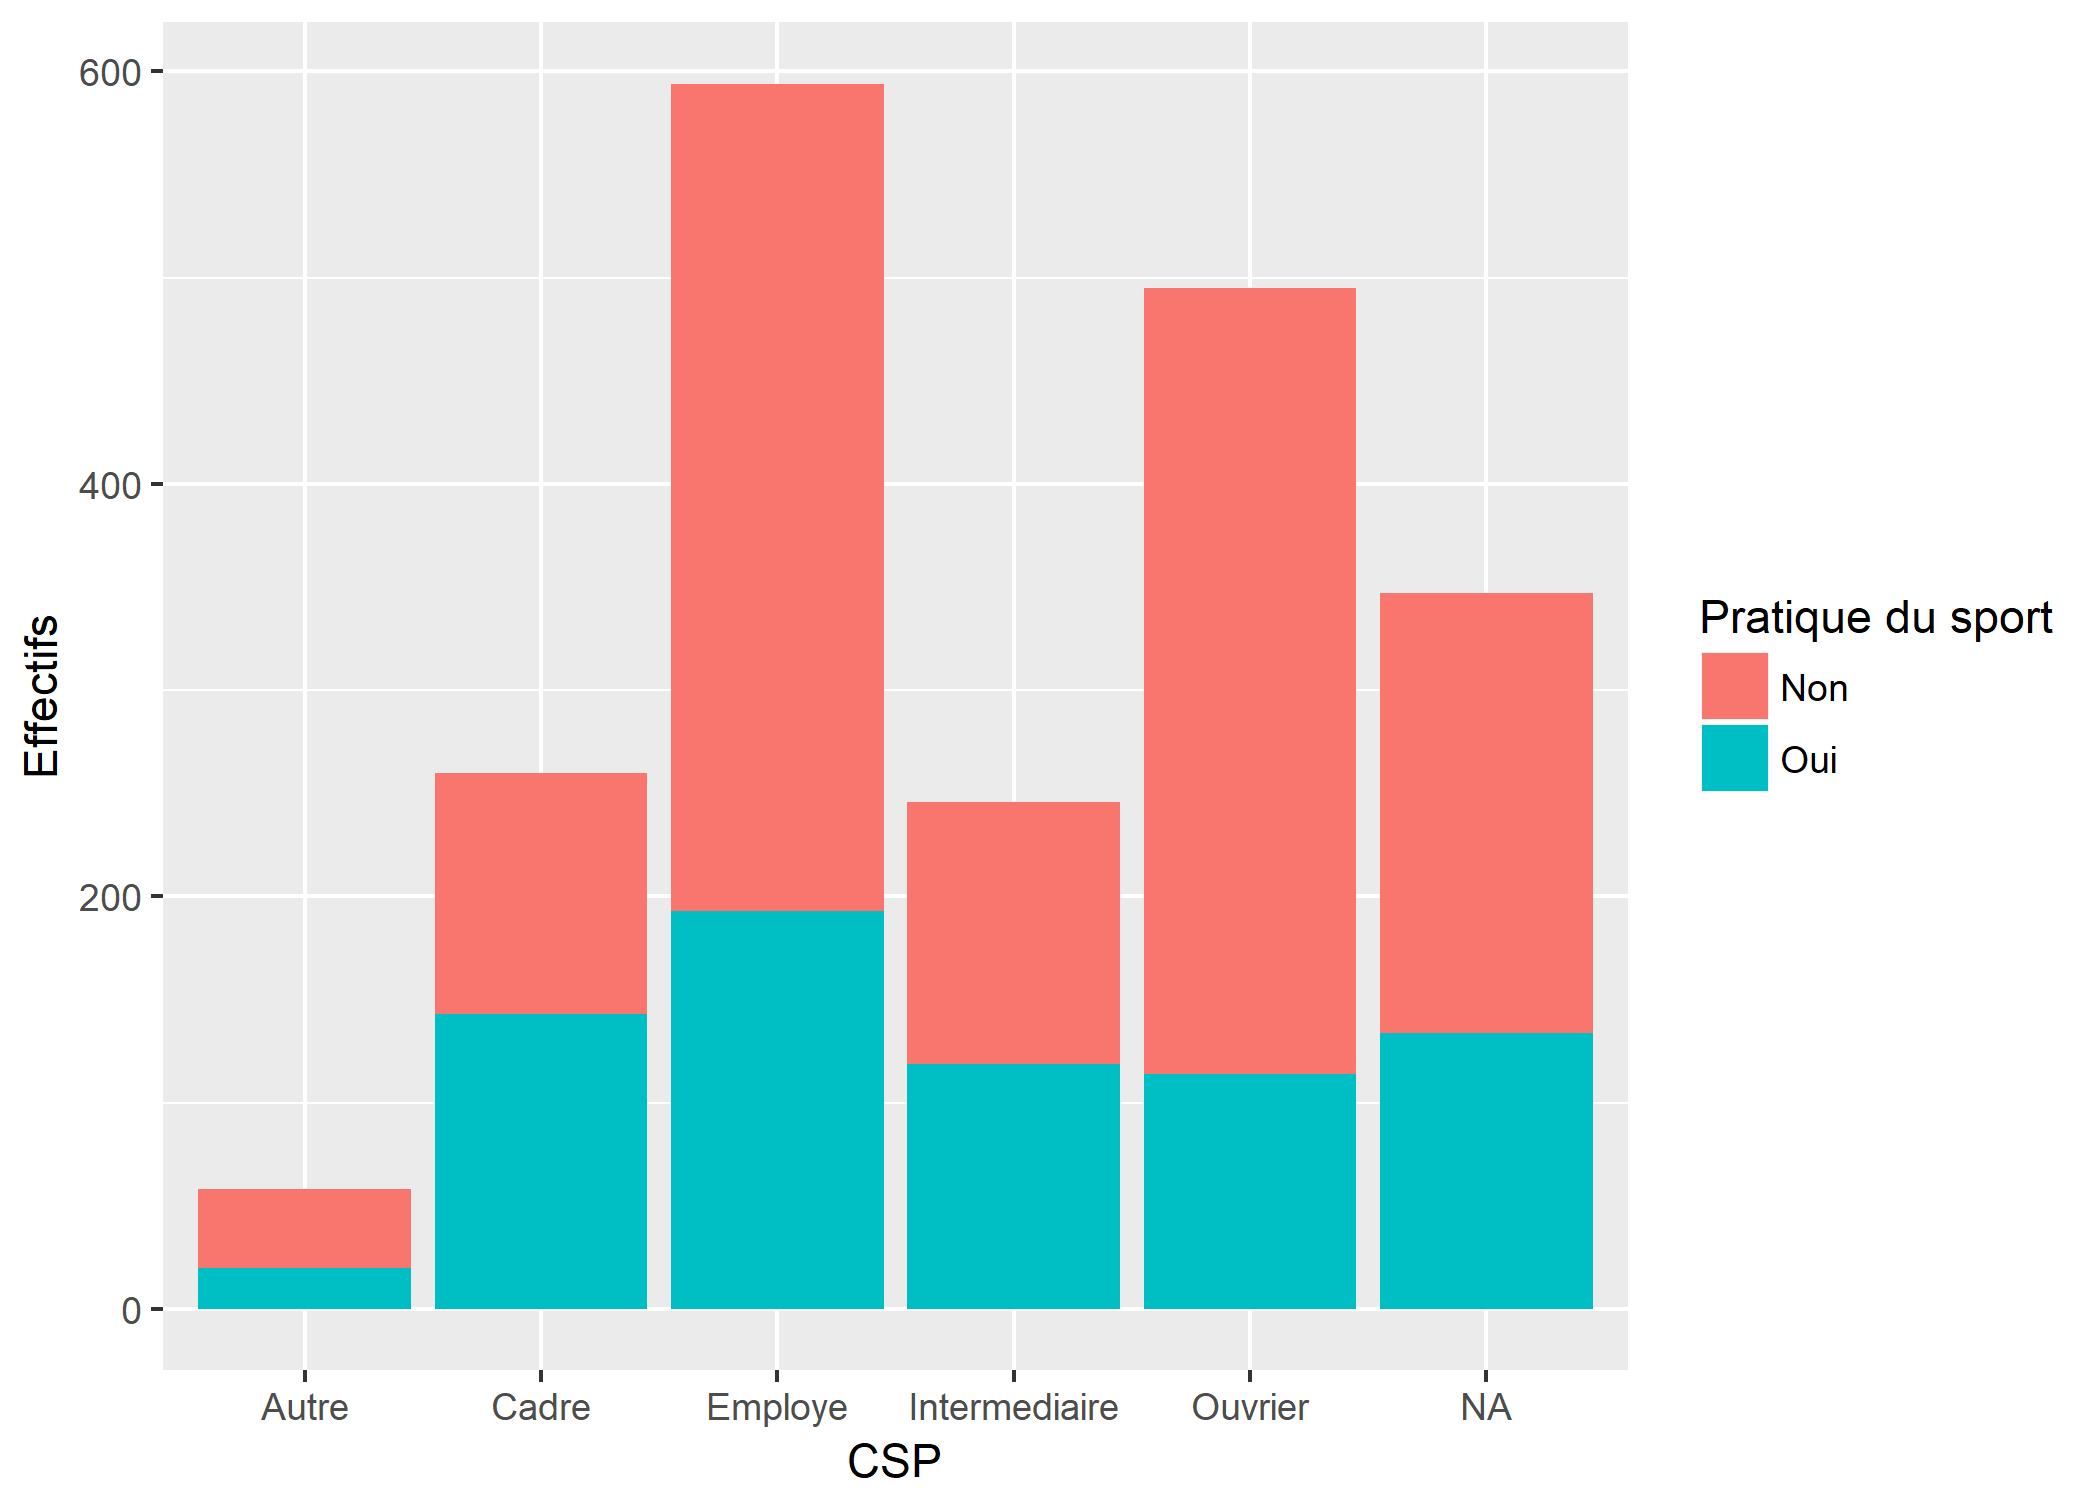 600
400
200
0
Effectifs
Autre Cadre Employe Intermediaire Ouvrier NA
CSP
Pratique du sport
Non
Oui